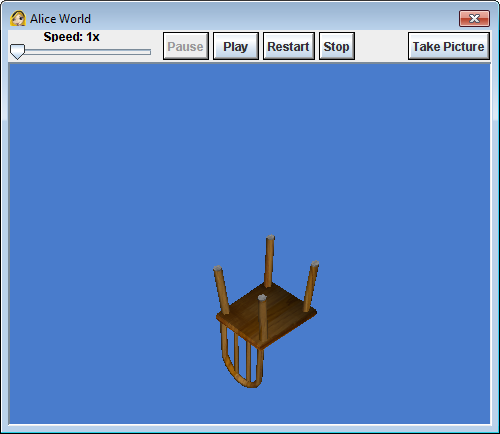 Alice World
Speed: 1x
Pause Play Restart Stop Take Picture